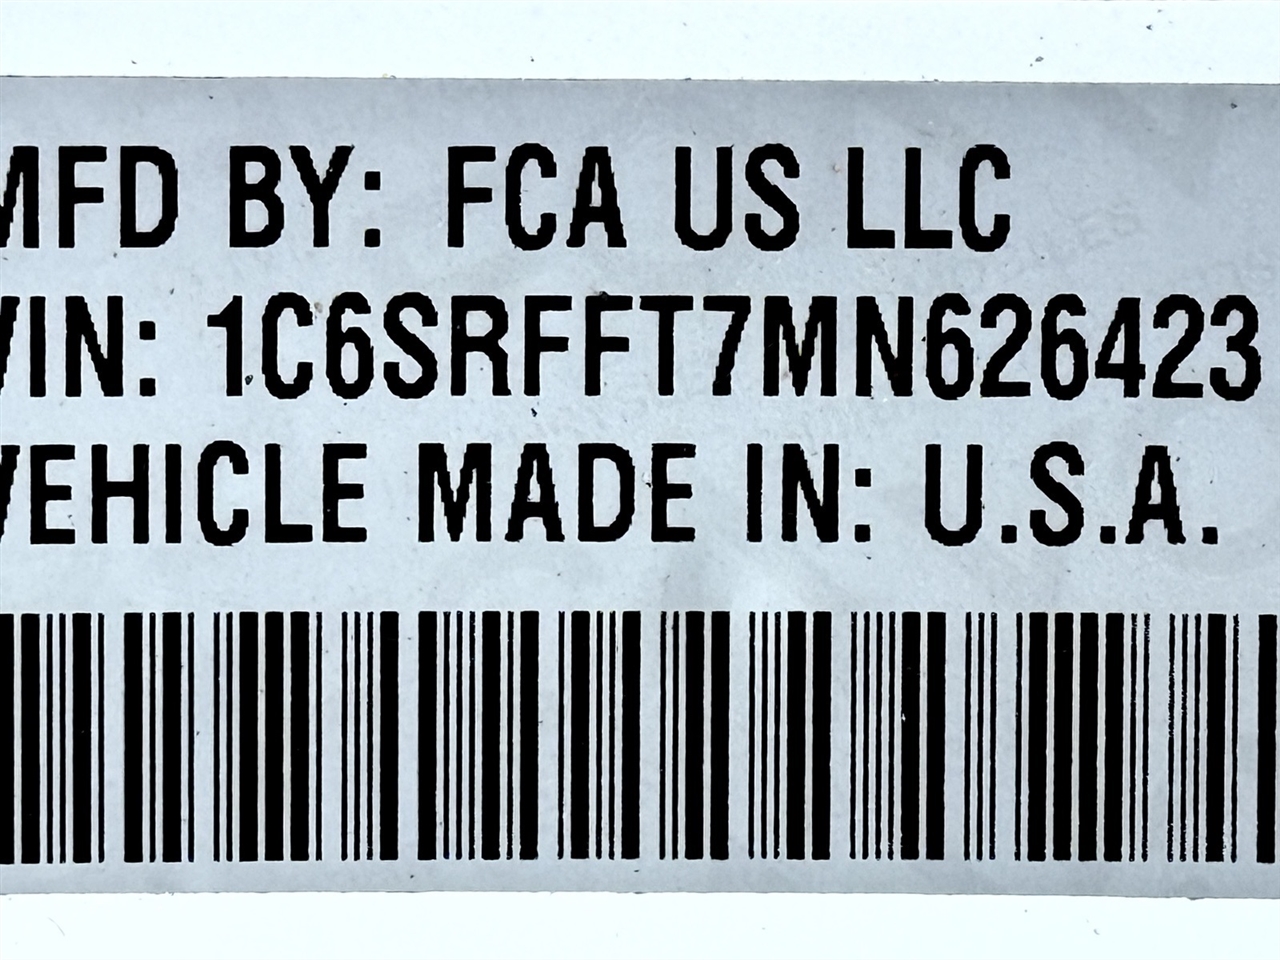 MFD BY: FCA US LLC
VIN: 1C6SRFFT7MN626423
VEHICLE MADE IN: U.S.A.